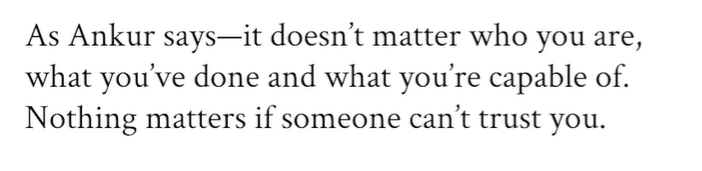 As Ankur says—it doesn’t matter who you are,
what you’ve done and what you’re capable of.
Nothing matters if someone can’t trust you.